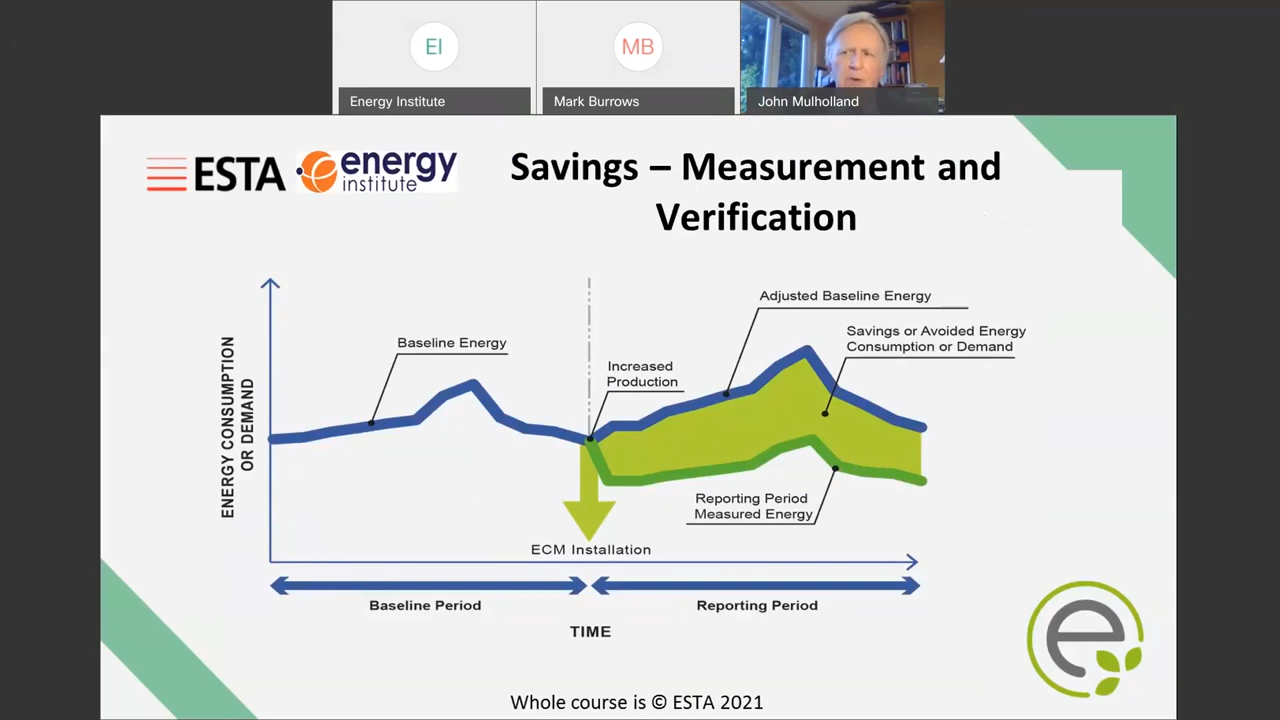 EI
MB
Energy Institute
Mark Burrows
John Mulholland
ESTA
energy
institute
Savings – Measurement and
Verification
ENERGY CONSUMPTION
OR DEMAND
Baseline Energy
Increased
Production
Adjusted Baseline Energy
Savings or Avoided Energy
Consumption or Demand
Reporting Period
Measured Energy
ECM Installation
Baseline Period
Reporting Period
TIME
e
Whole course is © ESTA 2021